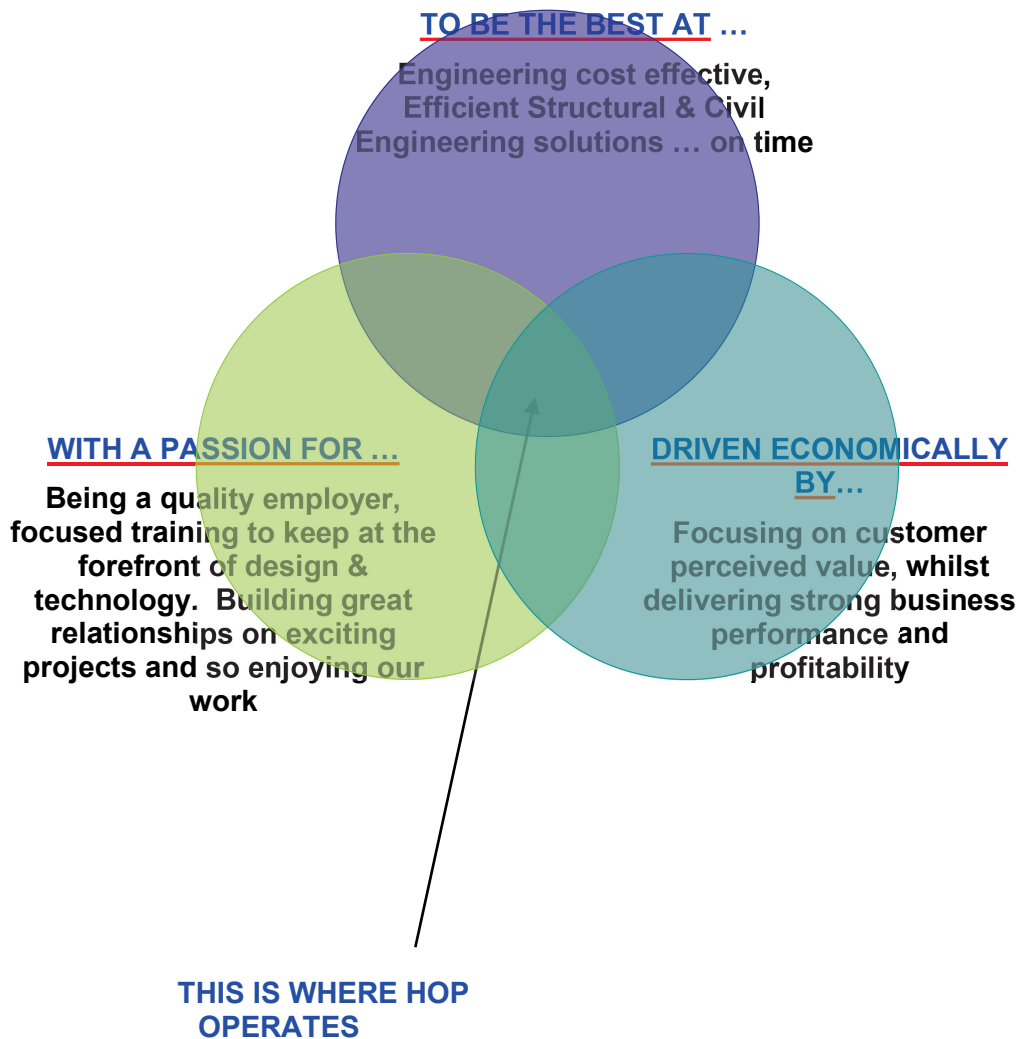 TO BE THE BEST AT …
Engineering cost effective,
Efficient Structural & Civil
Engineering solutions … on time
WITH A PASSION FOR …
Being a quality employer,
focused training to keep at the
forefront of design &
technology.  Building great
relationships on exciting
projects and so enjoying our
work
DRIVEN ECONOMICALLY
BY…
Focusing on customer
perceived value, whilst
delivering strong business
performance and
profitability
THIS IS WHERE HOP
OPERATES